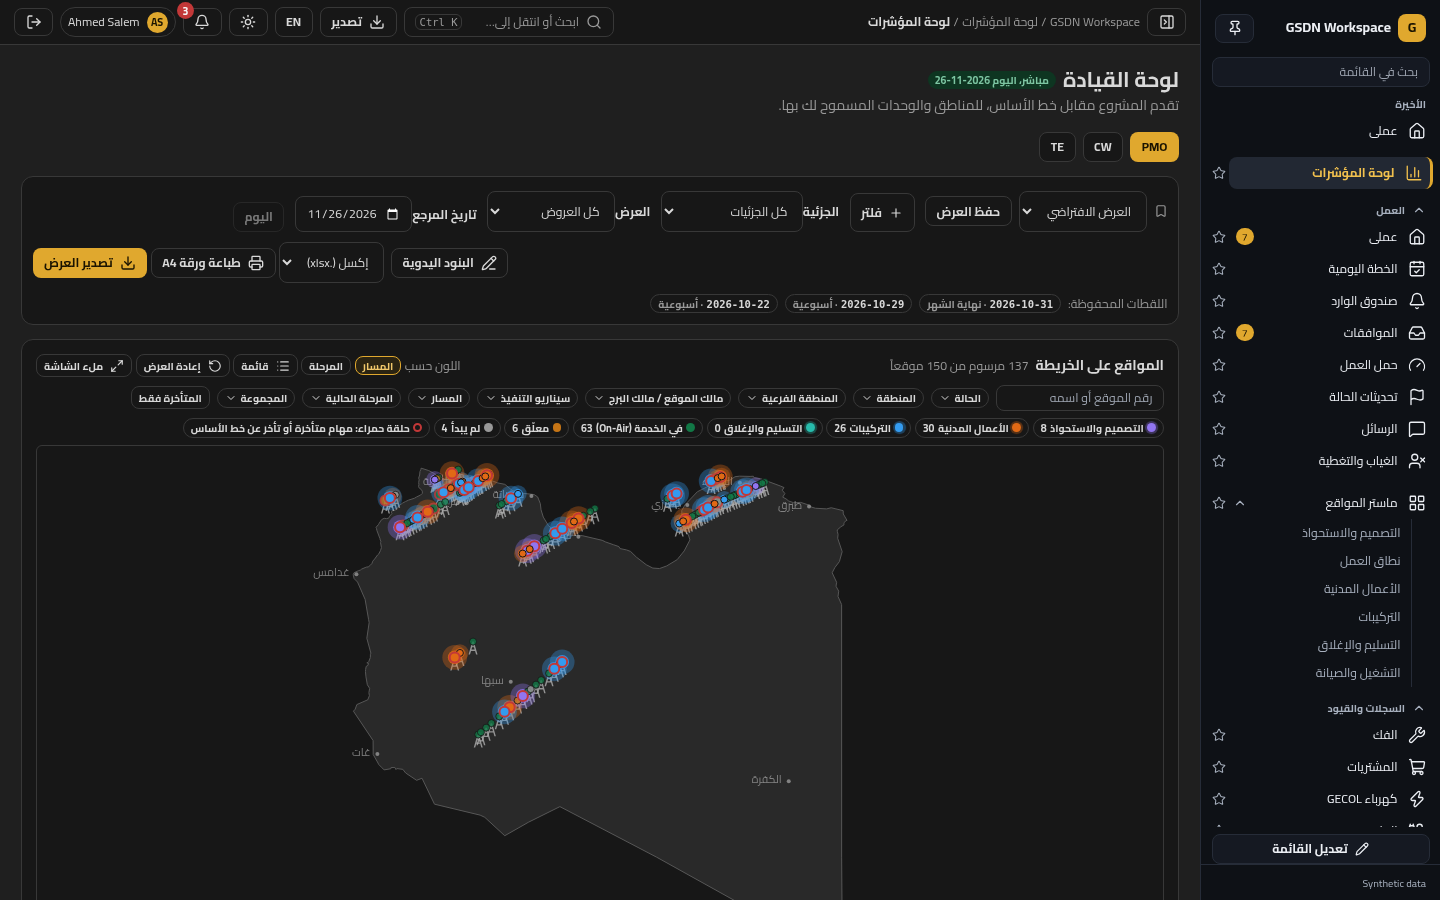 G GSDN Workspace
بحث في القائمة
الأخيرة
عملي
لوحة المؤشرات
العمل
عملي 7
الخطة اليومية
صندوق الوارد
الموافقات 7
حمل العمل
تحديثات الحالة
الرسائل
الغياب والتغطية
ماستر المواقع
التصميم والاستحواذ
نطاق العمل
الأعمال المدنية
التركيبات
التسليم والإغلاق
التشغيل والصيانة
السجلات والقيود
الفك
المشتريات
كهرباء GECOL
تعديل القائمة
Synthetic data
GSDN Workspace / لوحة المؤشرات / لوحة المؤشرات
ابحث أو انتقل إلى... Ctrl K
تصدير
EN
3
AS Ahmed Salem
لوحة القيادة مباشر، اليوم 2026-11-26
تقدم المشروع مقابل خط الأساس، للمناطق والوحدات المسموح لك بها.
PMO CW TE
العرض الافتراضي حفظ العرض + فلتر الجزئية كل الجزئيات العرض كل العروض تاريخ المرجع 11/26/2026 اليوم
البنود اليدوية إكسل (.xlsx) طباعة ورقة A4 تصدير العرض
اللقطات المحفوظة: 2026-10-31 · نهاية الشهر 2026-10-29 · أسبوعية 2026-10-22 · أسبوعية
المواقع على الخريطة 137 مرسوم من 150 موقعاً اللون حسب المسار المرحلة قائمة إعادة العرض ملء الشاشة
رقم الموقع أو اسمه الحالة المنطقة المنطقة الفرعية مالك الموقع / مالك البرج سيناريو التنفيذ المسار المرحلة الحالية المجموعة المتأخرة فقط
التصميم والاستحواذ 8 الأعمال المدنية 30 التركيبات 26 التسليم والإغلاق 0 في الخدمة (On-Air) 63 معلّق 6 لم يبدأ 4 حلقة حمراء: مهام متأخرة أو تأخر عن خط الأساس
طبرق
غدامس
سبها
غات
الكفرة